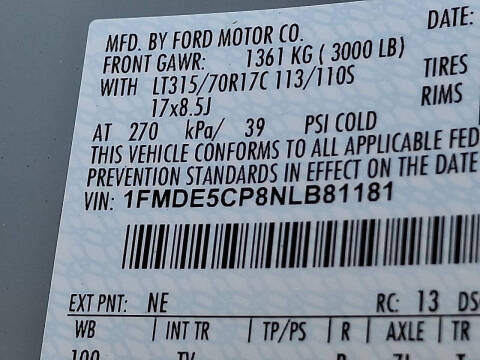 MFD. BY FORD MOTOR CO. DATE:
FRONT GAWR: 1361 KG ( 3000 LB)
WITH LT315/70R17C 113/110S TIRES
17x8.5J RIMS
AT 270 kPa/ 39 PSI COLD
THIS VEHICLE CONFORMS TO ALL APPLICABLE FED
PREVENTION STANDARDS IN EFFECT ON THE DATE
VIN: 1FMDE5CP8NLB81181
EXT PNT: NE RC: 13 DS
WB | INT TR | TP/PS | R | AXLE | TR
100